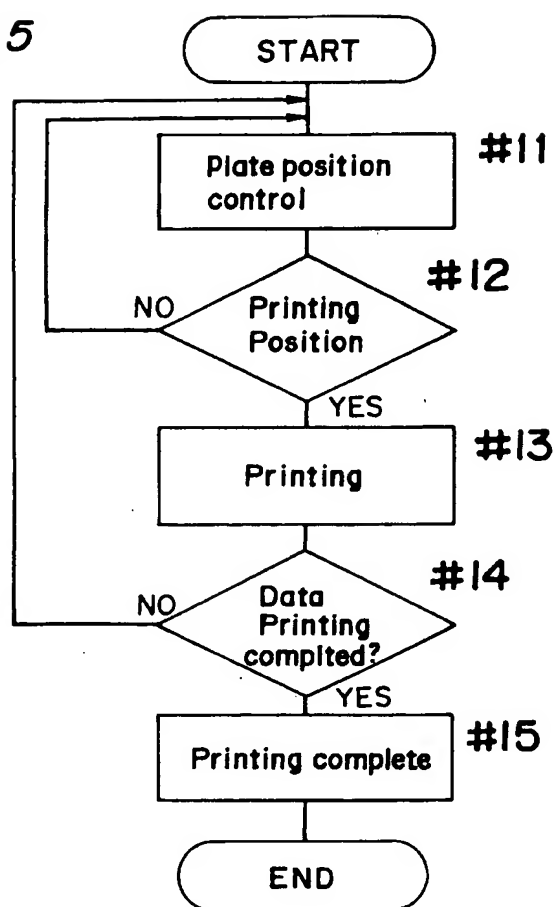 5
START
Plate position
control
#11
#12
NO
Printing
Position
YES
#13
Printing
#14
NO
Data
Printing
complted?
YES
#15
Printing complete
END